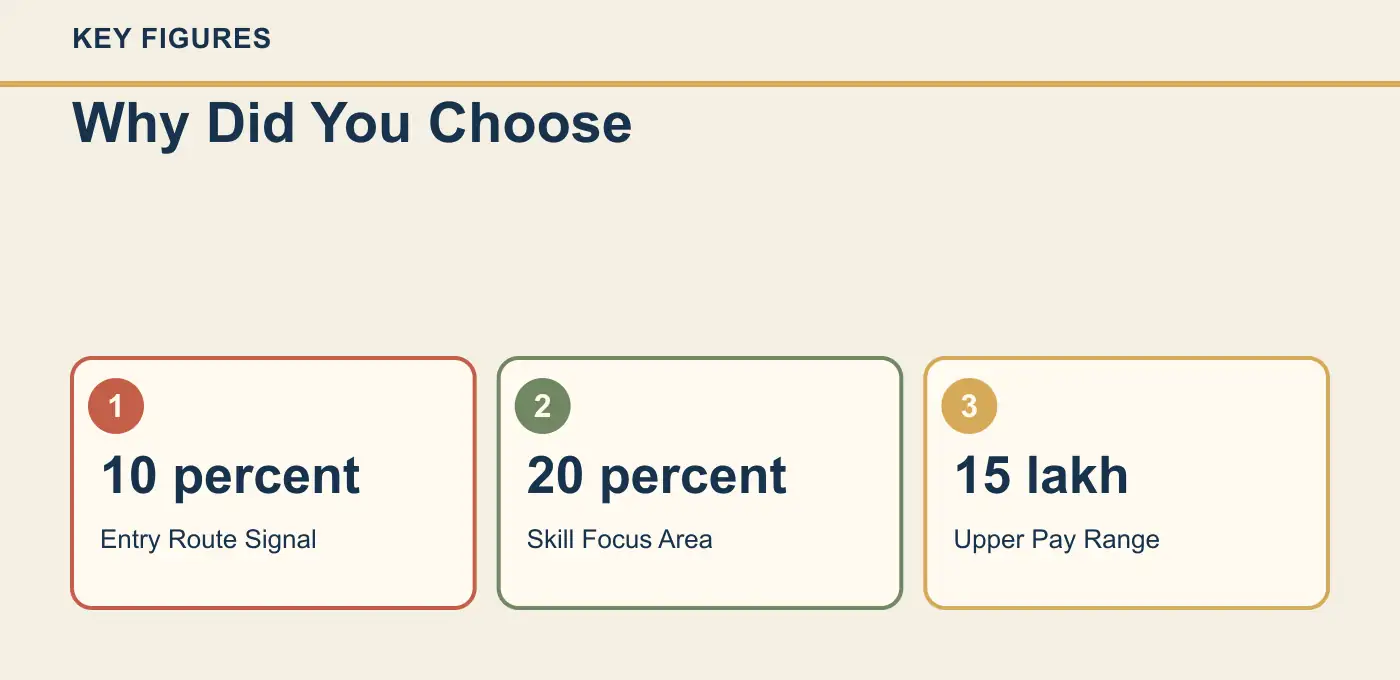 KEY FIGURES
Why Did You Choose
1
10 percent
Entry Route Signal
2
20 percent
Skill Focus Area
3
15 lakh
Upper Pay Range